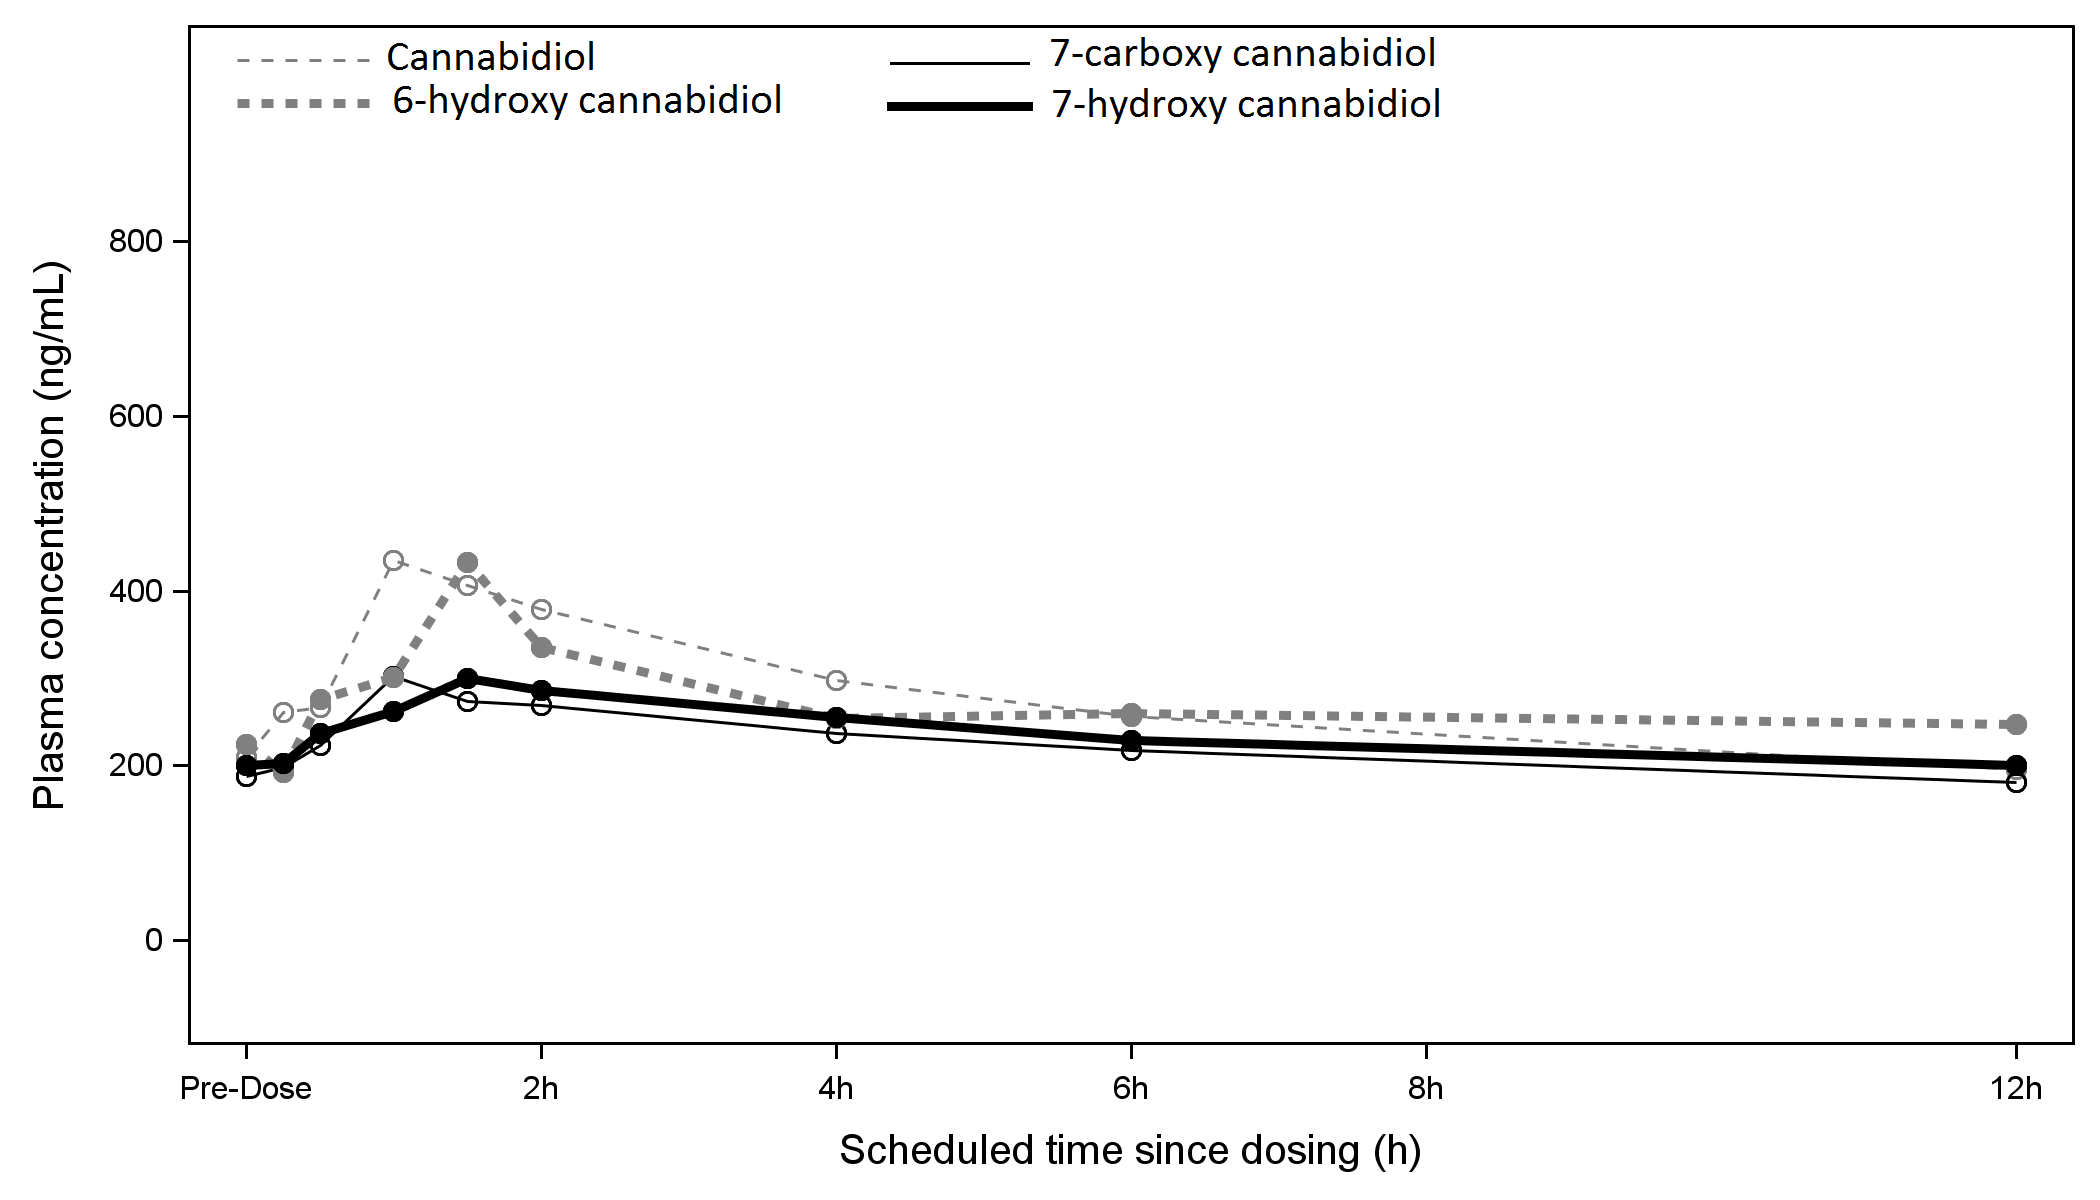 Cannabidiol
6-hydroxy cannabidiol
7-carboxy cannabidiol
7-hydroxy cannabidiol
Plasma concentration (ng/mL)
800
600
400
200
0
Pre-Dose 2h 4h 6h 8h 12h
Scheduled time since dosing (h)